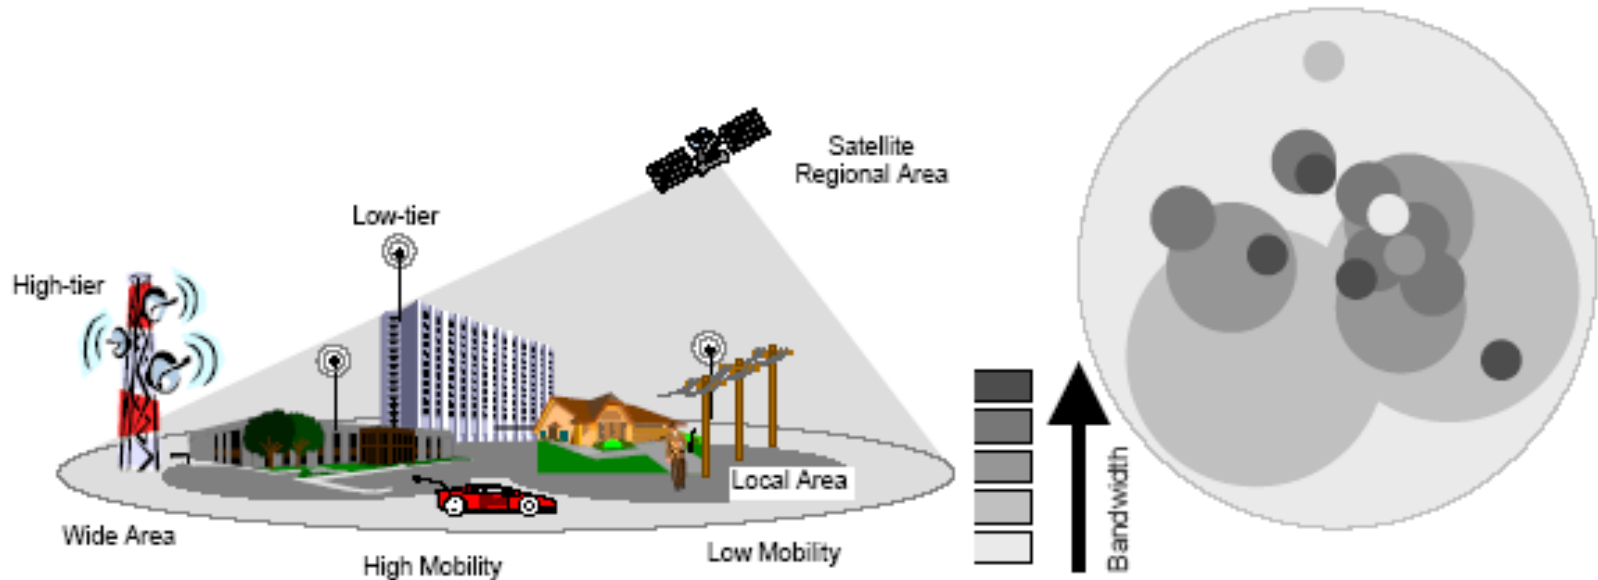 Satellite
Regional Area
Low-tier
High-tier
Local Area
Wide Area
High Mobility
Low Mobility
Bandwidth